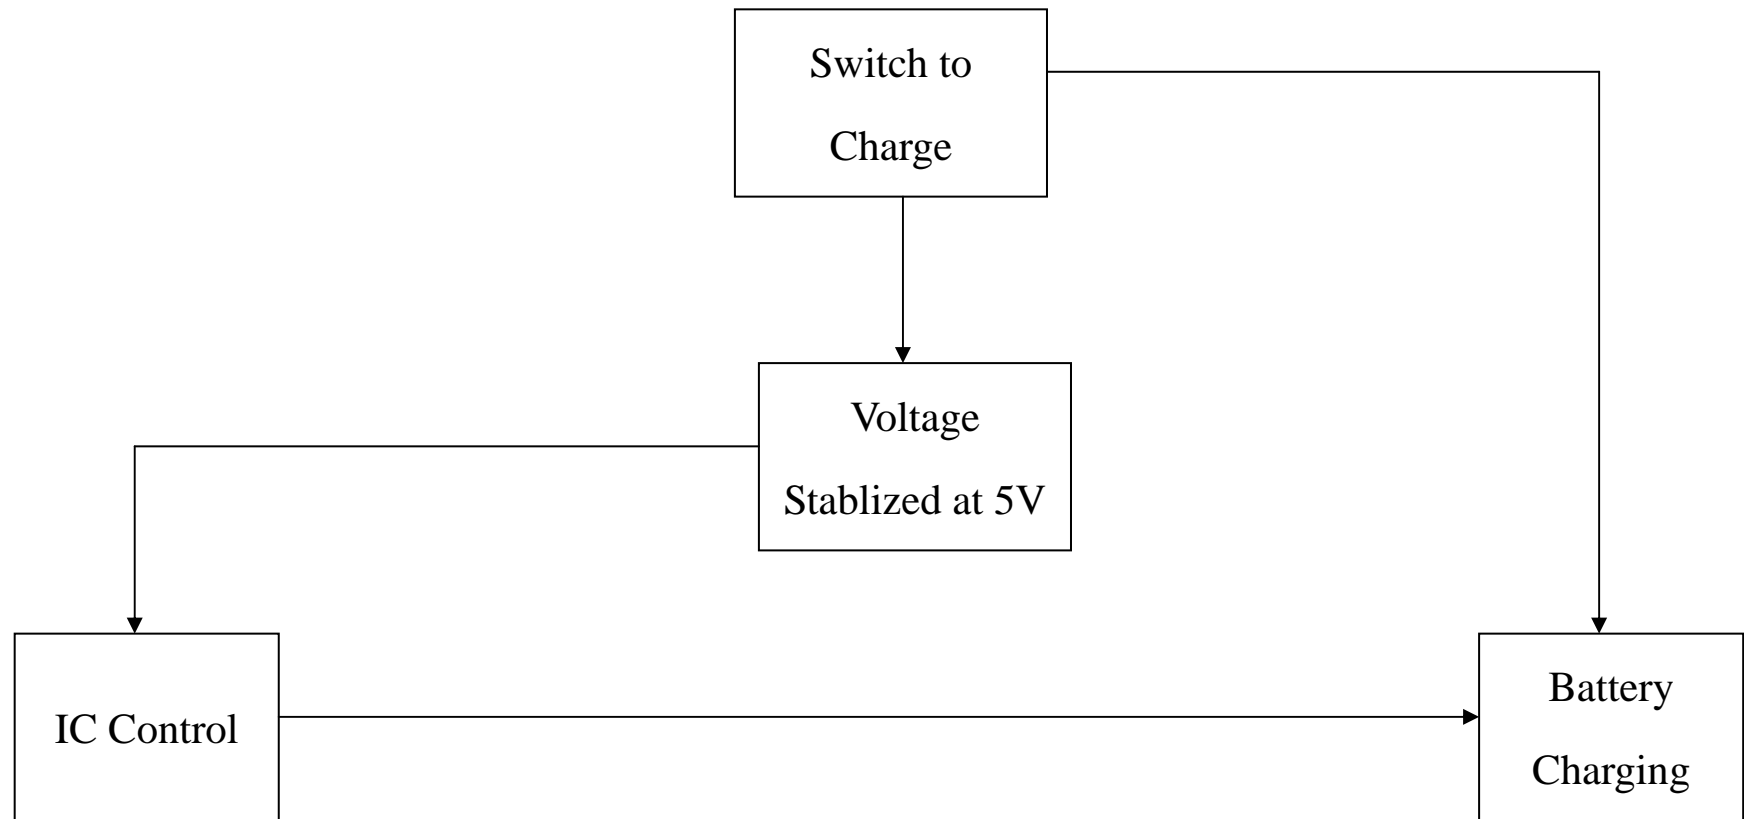 Switch to
Charge
Voltage
Stablized at 5V
IC Control
Battery
Charging